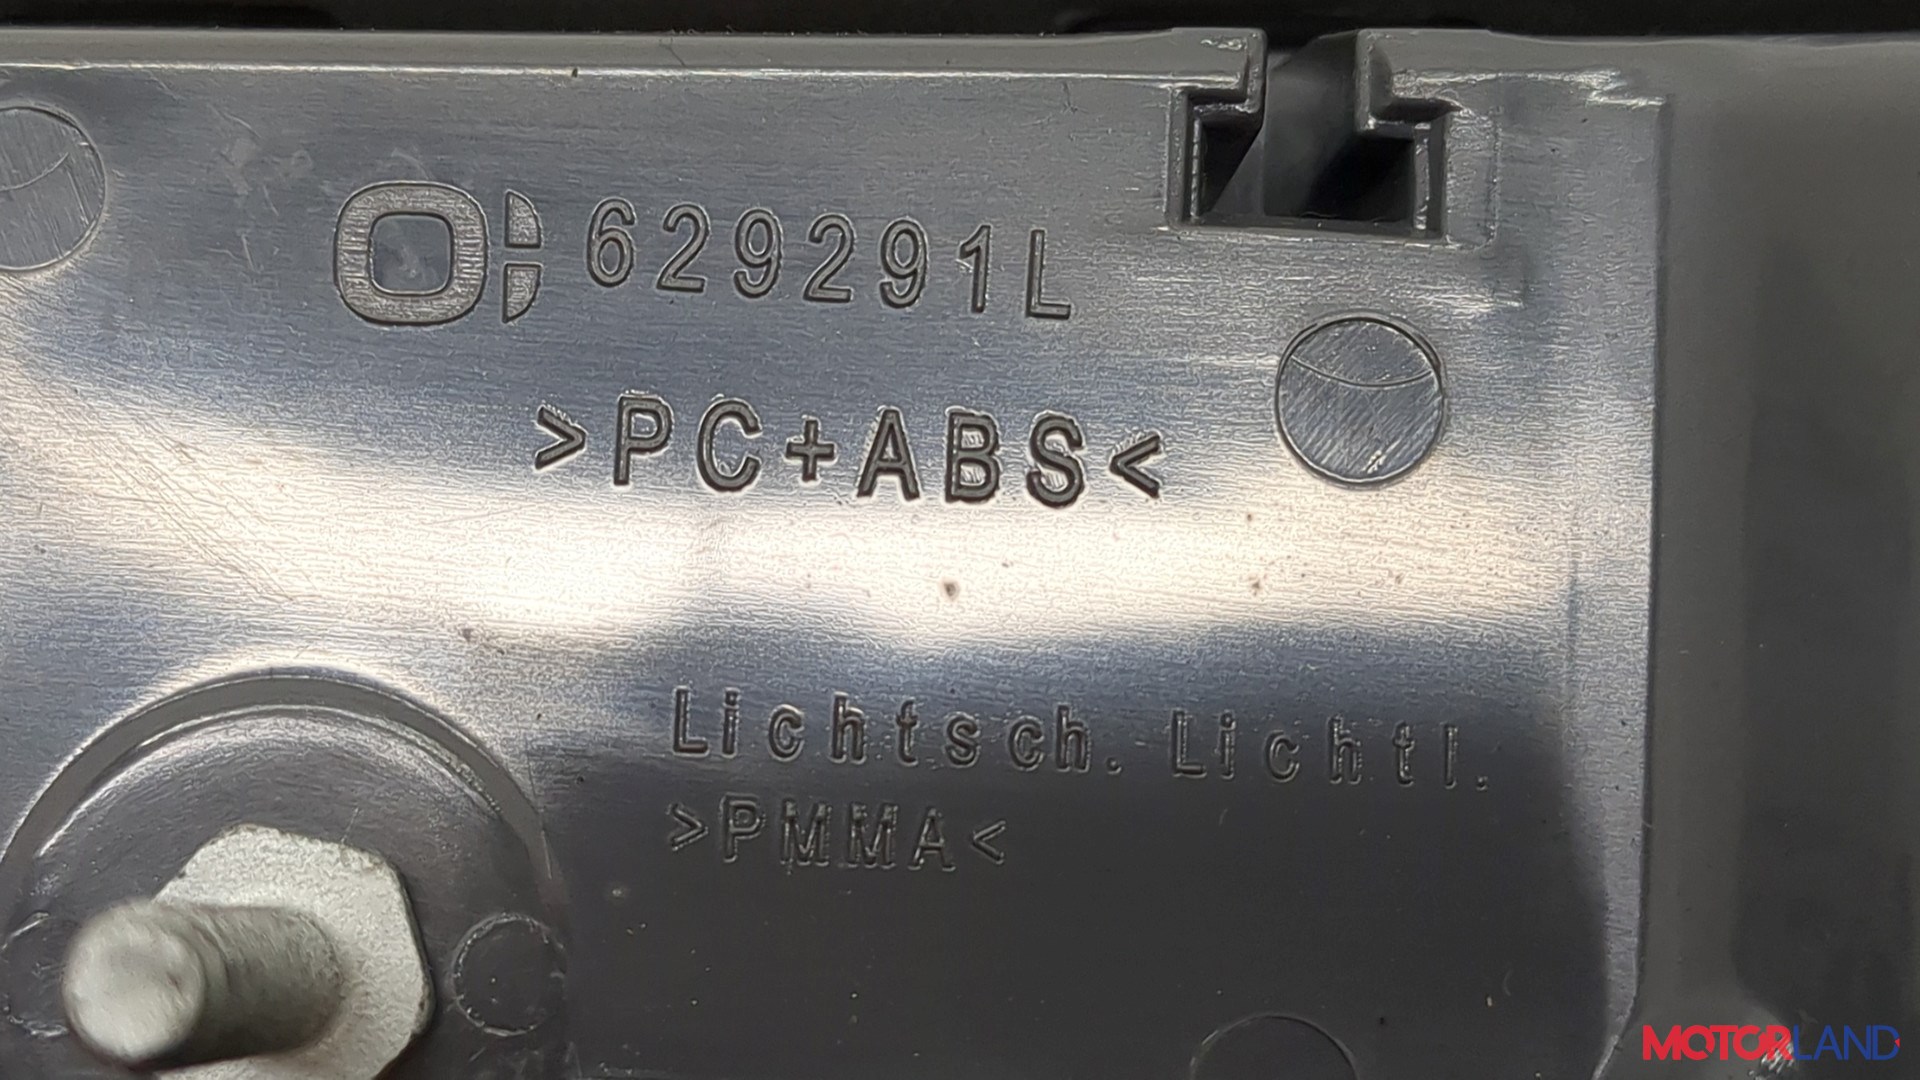 629291L
>PC+ABS<
Lichtsch. Lichtl.
>PMMA<
MOTORLAND